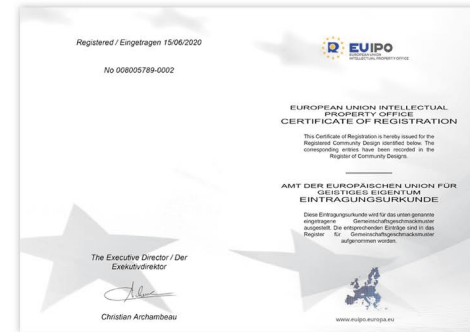 Registered / Eingetragen 15/06/2020
No 008005789-0002
The Executive Director / Der
Exekutivdirektor
Christian Archambeau
EUIPO
EUROPEAN UNION
INTELLECTUAL PROPERTY OFFICE
EUROPEAN UNION INTELLECTUAL
PROPERTY OFFICE
CERTIFICATE OF REGISTRATION
This Certificate of Registration is hereby issued for the
Registered Community Design identified below. The
corresponding entries have been recorded in the
Register of Community Designs.
AMT DER EUROPÄISCHEN UNION FÜR
GEISTIGES EIGENTUM
EINTRAGUNGSURKUNDE
Diese Eintragungsurkunde wird für das unten genannte
eingetragene Gemeinschaftsgeschmacksmuster
ausgestellt. Die entsprechenden Einträge sind in das
Register für Gemeinschaftsgeschmacksmuster
aufgenommen worden.
www.euipo.europa.eu